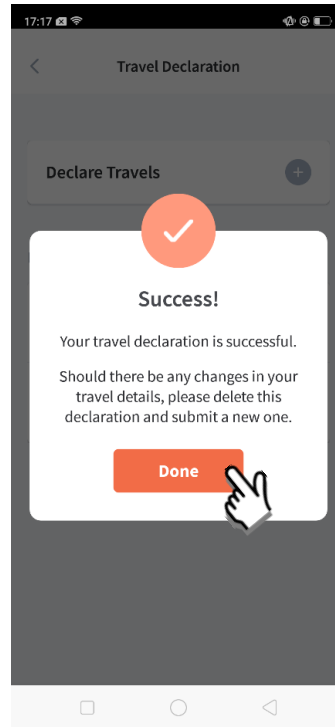 17:17
Travel Declaration
Declare Travels
Success!
Your travel declaration is successful.
Should there be any changes in your
travel details, please delete this
declaration and submit a new one.
Done